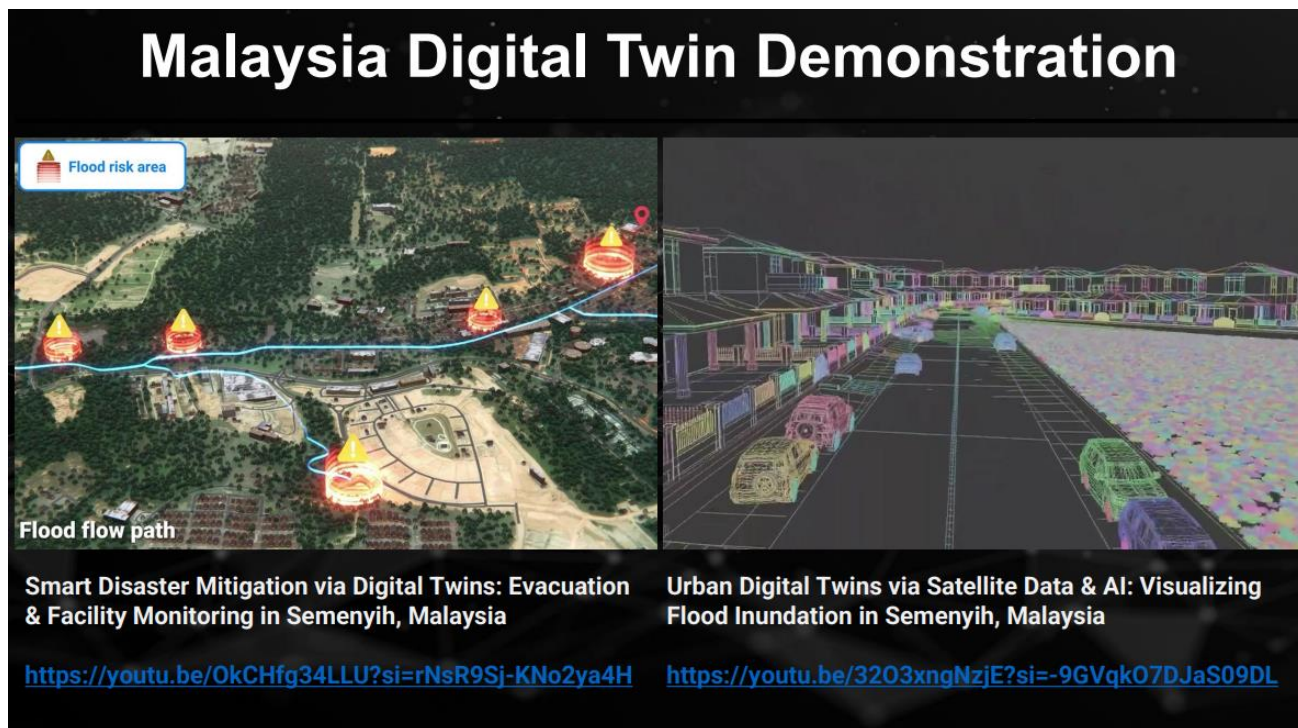 Malaysia Digital Twin Demonstration
Flood risk area
Flood flow path
Smart Disaster Mitigation via Digital Twins: Evacuation
& Facility Monitoring in Semenyih, Malaysia
https://youtu.be/OkCHfg34LLU?si=rNsR9Sj-KNo2ya4H
Urban Digital Twins via Satellite Data & AI: Visualizing
Flood Inundation in Semenyih, Malaysia
https://youtu.be/32O3xngNzjE?si=-9GVqkO7DJaS09DL